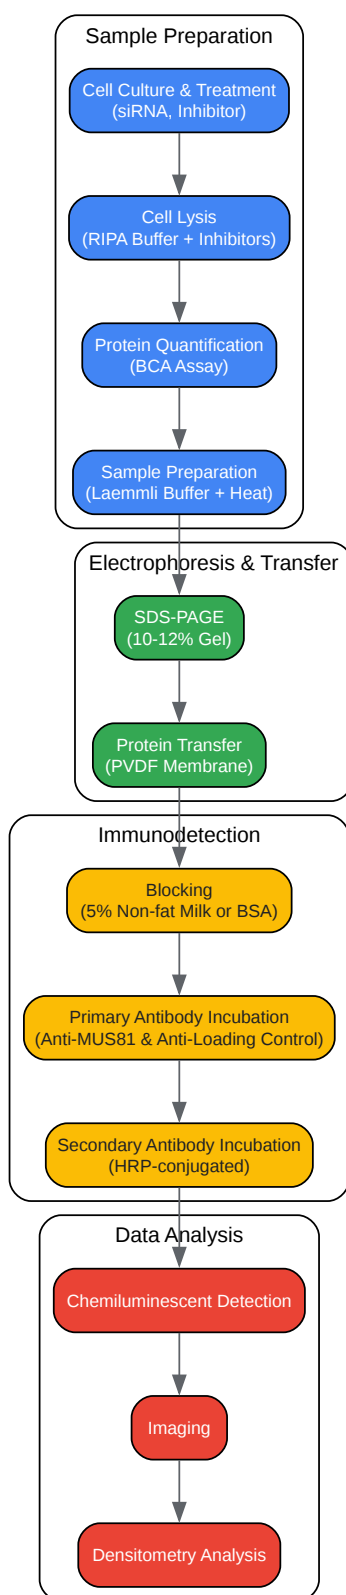 Sample Preparation
Cell Culture & Treatment
(siRNA, Inhibitor)
Cell Lysis
(RIPA Buffer + Inhibitors)
Protein Quantification
(BCA Assay)
Sample Preparation
(Laemmli Buffer + Heat)
Electrophoresis & Transfer
SDS-PAGE
(10-12% Gel)
Protein Transfer
(PVDF Membrane)
Immunodetection
Blocking
(5% Non-fat Milk or BSA)
Primary Antibody Incubation
(Anti-MUS81 & Anti-Loading Control)
Secondary Antibody Incubation
(HRP-conjugated)
Data Analysis
Chemiluminescent Detection
Imaging
Densitometry Analysis